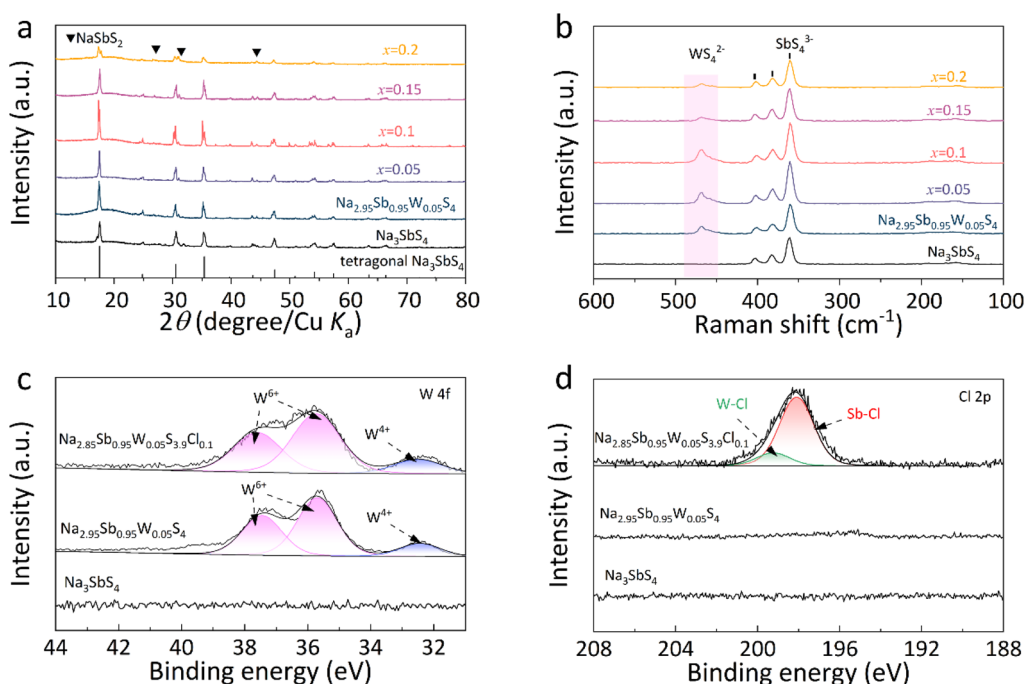 a
▼NaSbS2
x=0.2
x=0.15
x=0.1
x=0.05
Na2.95Sb0.95W0.05S4
Na3SbS4
tetragonal Na3SbS4
Intensity (a.u.)
10 20 30 40 50 60 70 80
2θ (degree/Cu Ka)
b
WS4^2-
SbS4^3-
x=0.2
x=0.15
x=0.1
x=0.05
Na2.95Sb0.95W0.05S4
Na3SbS4
Intensity (a.u.)
600 500 400 300 200 100
Raman shift (cm-1)
c
W 4f
W6+
W4+
Na2.85Sb0.95W0.05S3.9Cl0.1
W6+
W4+
Na2.95Sb0.95W0.05S4
Na3SbS4
Intensity (a.u.)
44 42 40 38 36 34 32
Binding energy (eV)
d
Cl 2p
W-Cl
Sb-Cl
Na2.85Sb0.95W0.05S3.9Cl0.1
Na2.95Sb0.95W0.05S4
Na3SbS4
Intensity (a.u.)
208 204 200 196 192 188
Binding energy (eV)